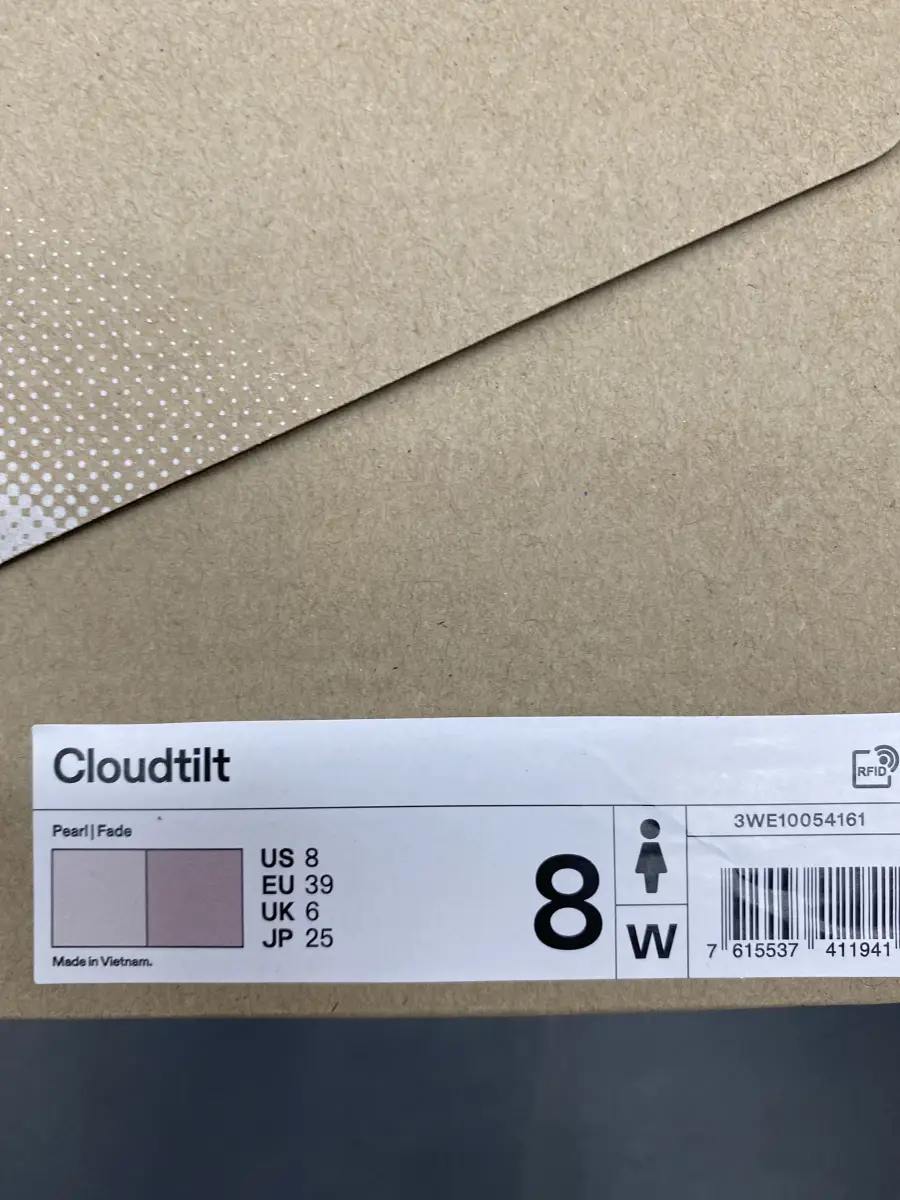 Cloudtilt
RFID
Pearl|Fade
US 8
EU 39
UK 6
JP 25
Made in Vietnam.
8
W
3WE10054161
7 615537 411941